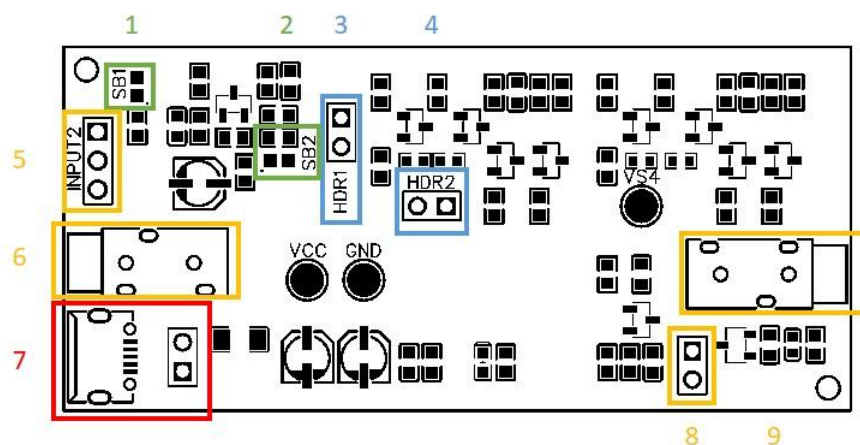 1 2 3 4
SB1
5
INPUT2
SB2
HDR1
HDR2
VS4
6
VCC GND
7
8 9